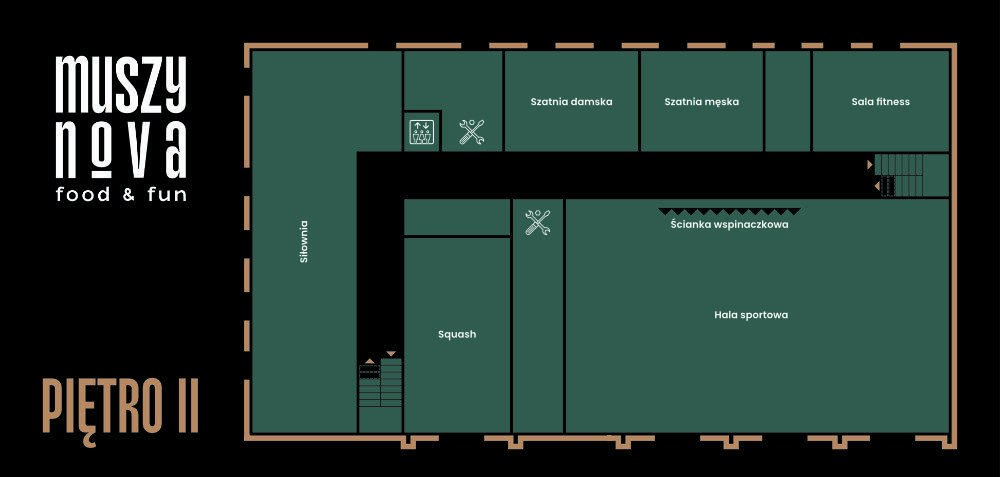 muszy
nova
food & fun
PIĘTRO II
Szatnia damska
Szatnia męska
Sala fitness
Ścianka wspinaczkowa
Siłownia
Hala sportowa
Squash